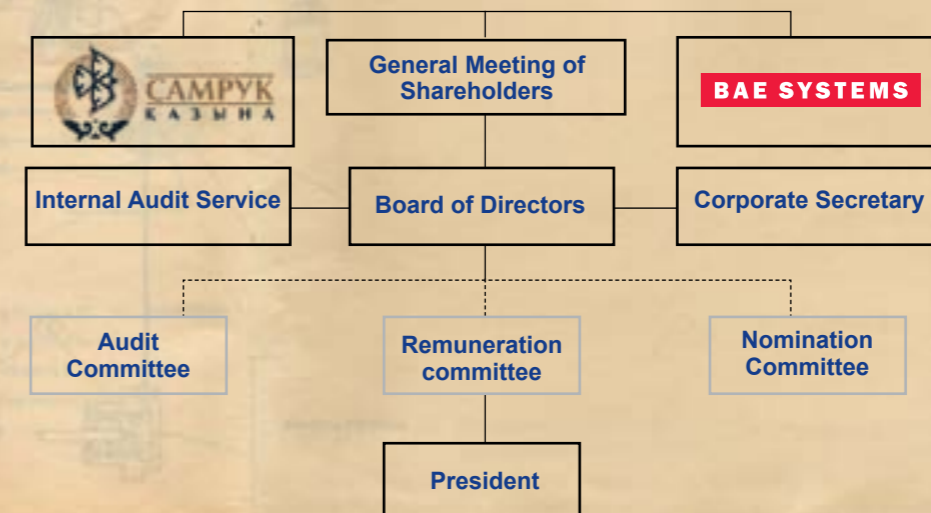 САМРУК
КАЗЫНА
General Meeting of
Shareholders
BAE SYSTEMS
Internal Audit Service
Board of Directors
Corporate Secretary
Audit
Committee
Remuneration
committee
Nomination
Committee
President